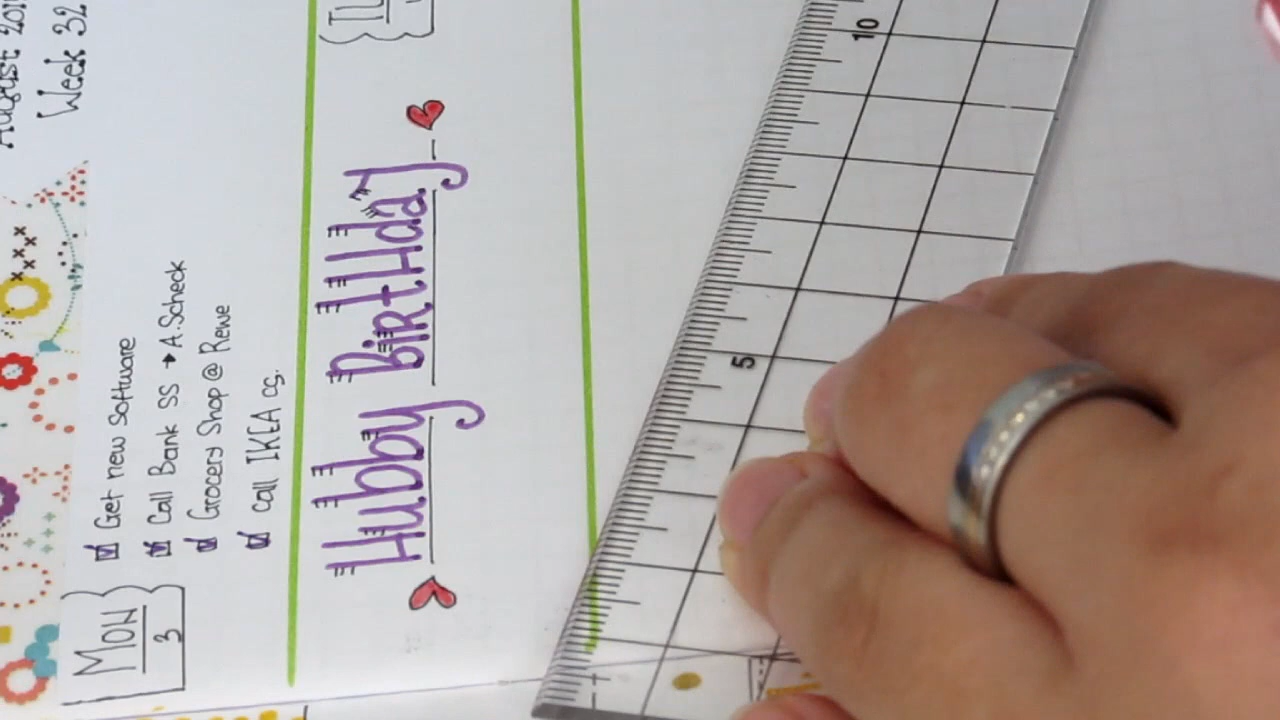 August 201
Week 32
MON
3
Get new Software
Call Bank SS → A.Scheck
Grocery Shop @ Rewe
call IKEA cs.
Hubby Birthday
10
5